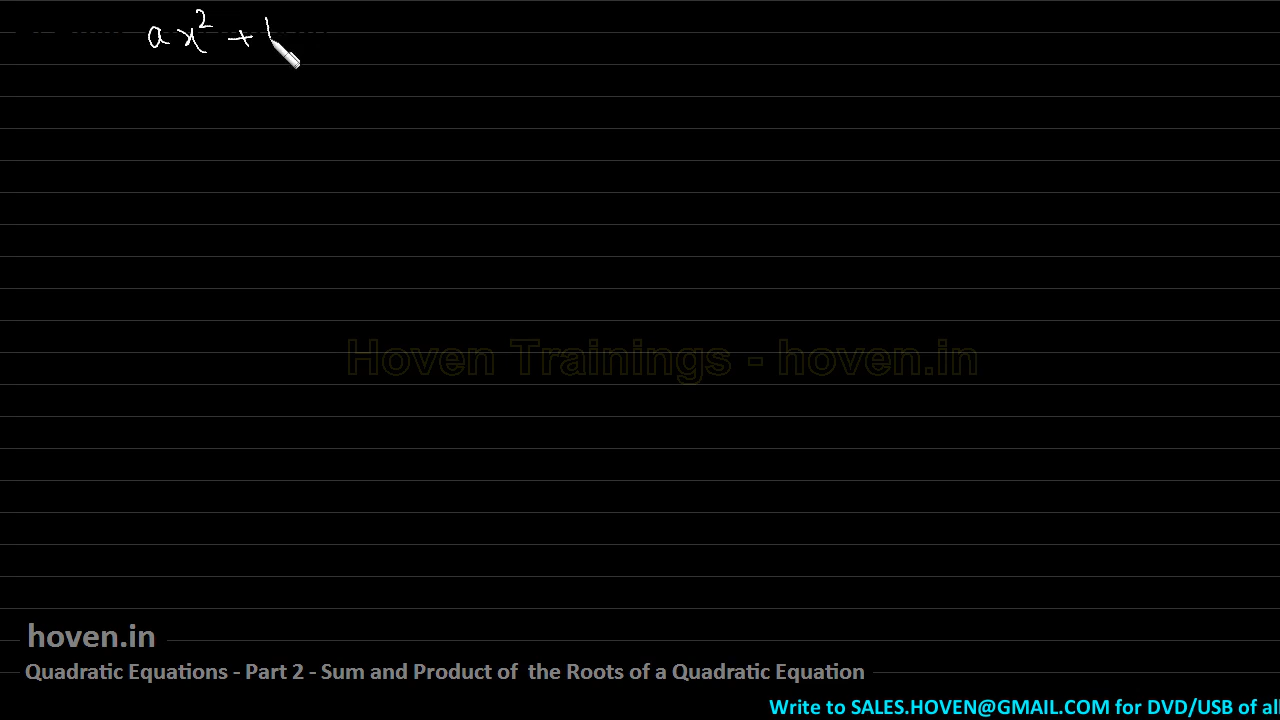 ax² +
Hoven Trainings - hoven.in
hoven.in
Quadratic Equations - Part 2 - Sum and Product of the Roots of a Quadratic Equation
Write to SALES.HOVEN@GMAIL.COM for DVD/USB of al